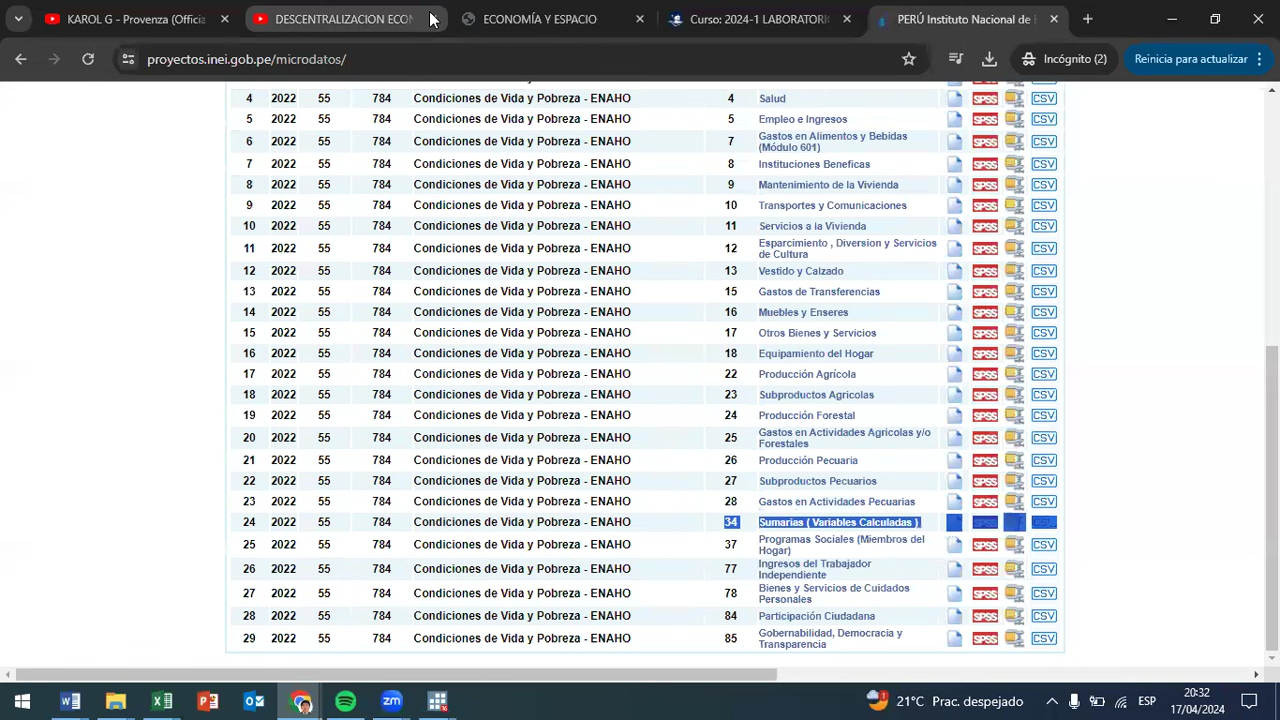 KAROL G - Provenza (Officia
DESCENTRALIZACIÓN ECON
ECONOMÍA Y ESPACIO
Curso: 2024-1 LABORATORI
PERÚ Instituto Nacional de E
proyectos.inei.gob.pe/microdatos/
Incógnito (2)
Reinicia para actualizar
4 2022 55 784 Condiciones de Vida y Pobreza - ENAHO 4 Salud SPSS CSV
5 2022 55 784 Condiciones de Vida y Pobreza - ENAHO 5 Empleo e Ingresos SPSS CSV
6 2022 55 784 Condiciones de Vida y Pobreza - ENAHO 7 Gastos en Alimentos y Bebidas
(Módulo 601) SPSS CSV
7 2022 55 784 Condiciones de Vida y Pobreza - ENAHO 8 Instituciones Beneficas SPSS CSV
8 2022 55 784 Condiciones de Vida y Pobreza - ENAHO 9 Mantenimiento de la Vivienda SPSS CSV
9 2022 55 784 Condiciones de Vida y Pobreza - ENAHO 10 Transportes y Comunicaciones SPSS CSV
10 2022 55 784 Condiciones de Vida y Pobreza - ENAHO 11 Servicios a la Vivienda SPSS CSV
11 2022 55 784 Condiciones de Vida y Pobreza - ENAHO 12 Esparcimiento , Diversion y Servicios
de Cultura SPSS CSV
12 2022 55 784 Condiciones de Vida y Pobreza - ENAHO 13 Vestido y Calzado SPSS CSV
13 2022 55 784 Condiciones de Vida y Pobreza - ENAHO 15 Gastos de Transferencias SPSS CSV
14 2022 55 784 Condiciones de Vida y Pobreza - ENAHO 16 Muebles y Enseres SPSS CSV
15 2022 55 784 Condiciones de Vida y Pobreza - ENAHO 17 Otros Bienes y Servicios SPSS CSV
16 2022 55 784 Condiciones de Vida y Pobreza - ENAHO 18 Equipamiento del Hogar SPSS CSV
17 2022 55 784 Condiciones de Vida y Pobreza - ENAHO 22 Producción Agrícola SPSS CSV
18 2022 55 784 Condiciones de Vida y Pobreza - ENAHO 23 Subproductos Agricolas SPSS CSV
19 2022 55 784 Condiciones de Vida y Pobreza - ENAHO 24 Producción Forestal SPSS CSV
20 2022 55 784 Condiciones de Vida y Pobreza - ENAHO 25 Gastos en Actividades Agricolas y/o
Forestales SPSS CSV
21 2022 55 784 Condiciones de Vida y Pobreza - ENAHO 26 Producción Pecuaria SPSS CSV
22 2022 55 784 Condiciones de Vida y Pobreza - ENAHO 27 Subproductos Pecuarios SPSS CSV
23 2022 55 784 Condiciones de Vida y Pobreza - ENAHO 28 Gastos en Actividades Pecuarias SPSS CSV
24 2022 55 784 Condiciones de Vida y Pobreza - ENAHO 34 Sumarias ( Variables Calculadas ) SPSS CSV
25 2022 55 784 Condiciones de Vida y Pobreza - ENAHO 37 Programas Sociales (Miembros del
Hogar) SPSS CSV
26 2022 55 784 Condiciones de Vida y Pobreza - ENAHO 77 Ingresos del Trabajador
Independiente SPSS CSV
27 2022 55 784 Condiciones de Vida y Pobreza - ENAHO 78 Bienes y Servicios de Cuidados
Personales SPSS CSV
28 2022 55 784 Condiciones de Vida y Pobreza - ENAHO 84 Participación Ciudadana SPSS CSV
29 2022 55 784 Condiciones de Vida y Pobreza - ENAHO 85 Gobernabilidad, Democracia y
Transparencia SPSS CSV
21°C Prac. despejado
ESP
20:32
17/04/2024